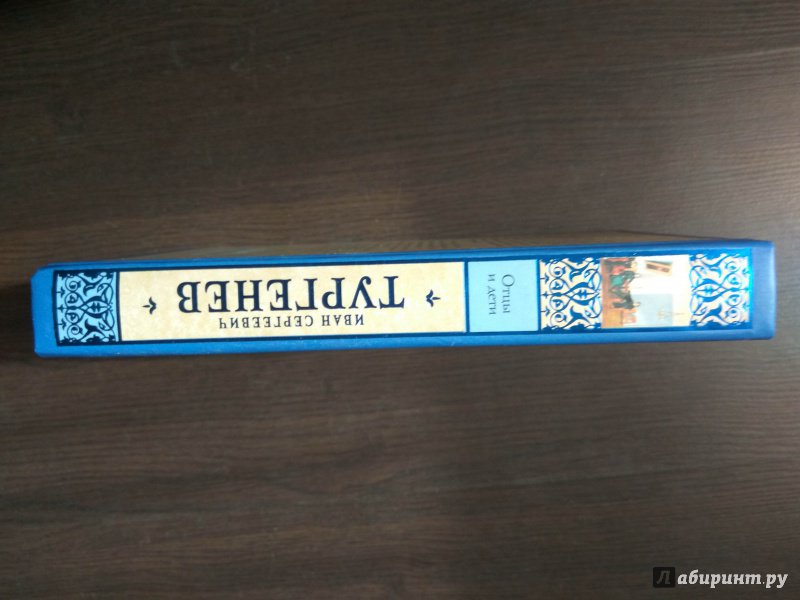 ИВАН СЕРГЕЕВИЧ
ТУРГЕНЕВ
Отцы
и дети
Лабиринт.ру